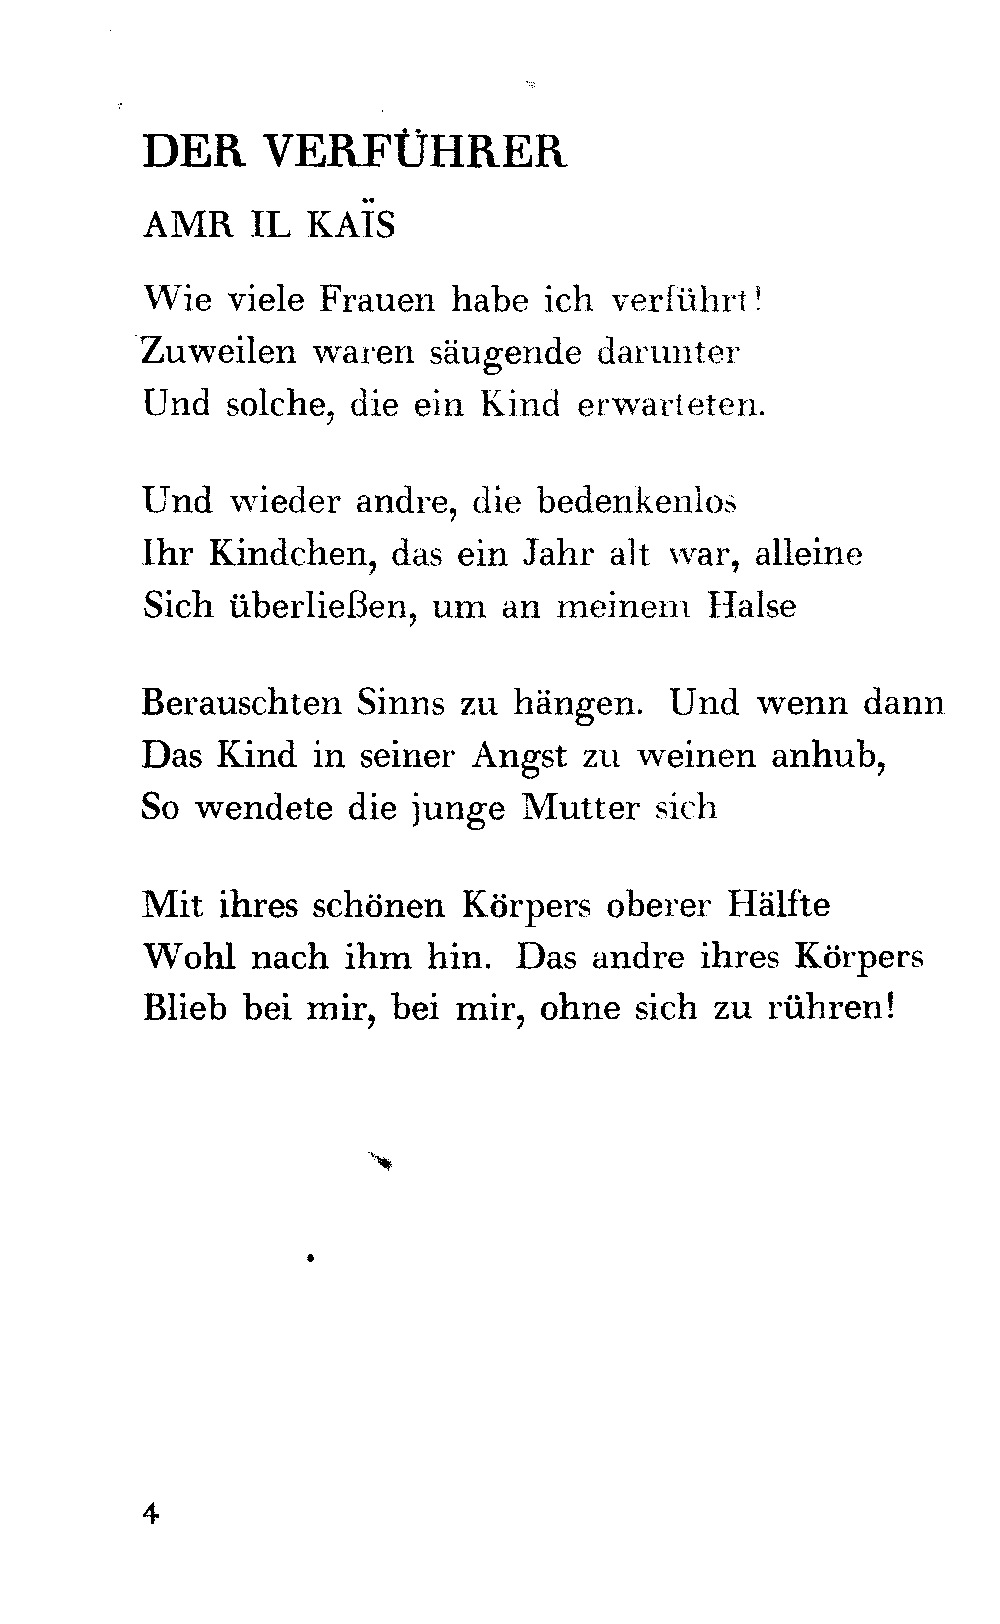 DER VERFÜHRER
AMR IL KAÏS
Wie viele Frauen habe ich verführt!
Zuweilen waren säugende darunter
Und solche, die ein Kind erwarteten.
Und wieder andre, die bedenkenlos
Ihr Kindchen, das ein Jahr alt war, alleine
Sich überließen, um an meinem Halse
Berauschten Sinns zu hängen. Und wenn dann
Das Kind in seiner Angst zu weinen anhub,
So wendete die junge Mutter sich
Mit ihres schönen Körpers oberer Hälfte
Wohl nach ihm hin. Das andre ihres Körpers
Blieb bei mir, bei mir, ohne sich zu rühren!
4